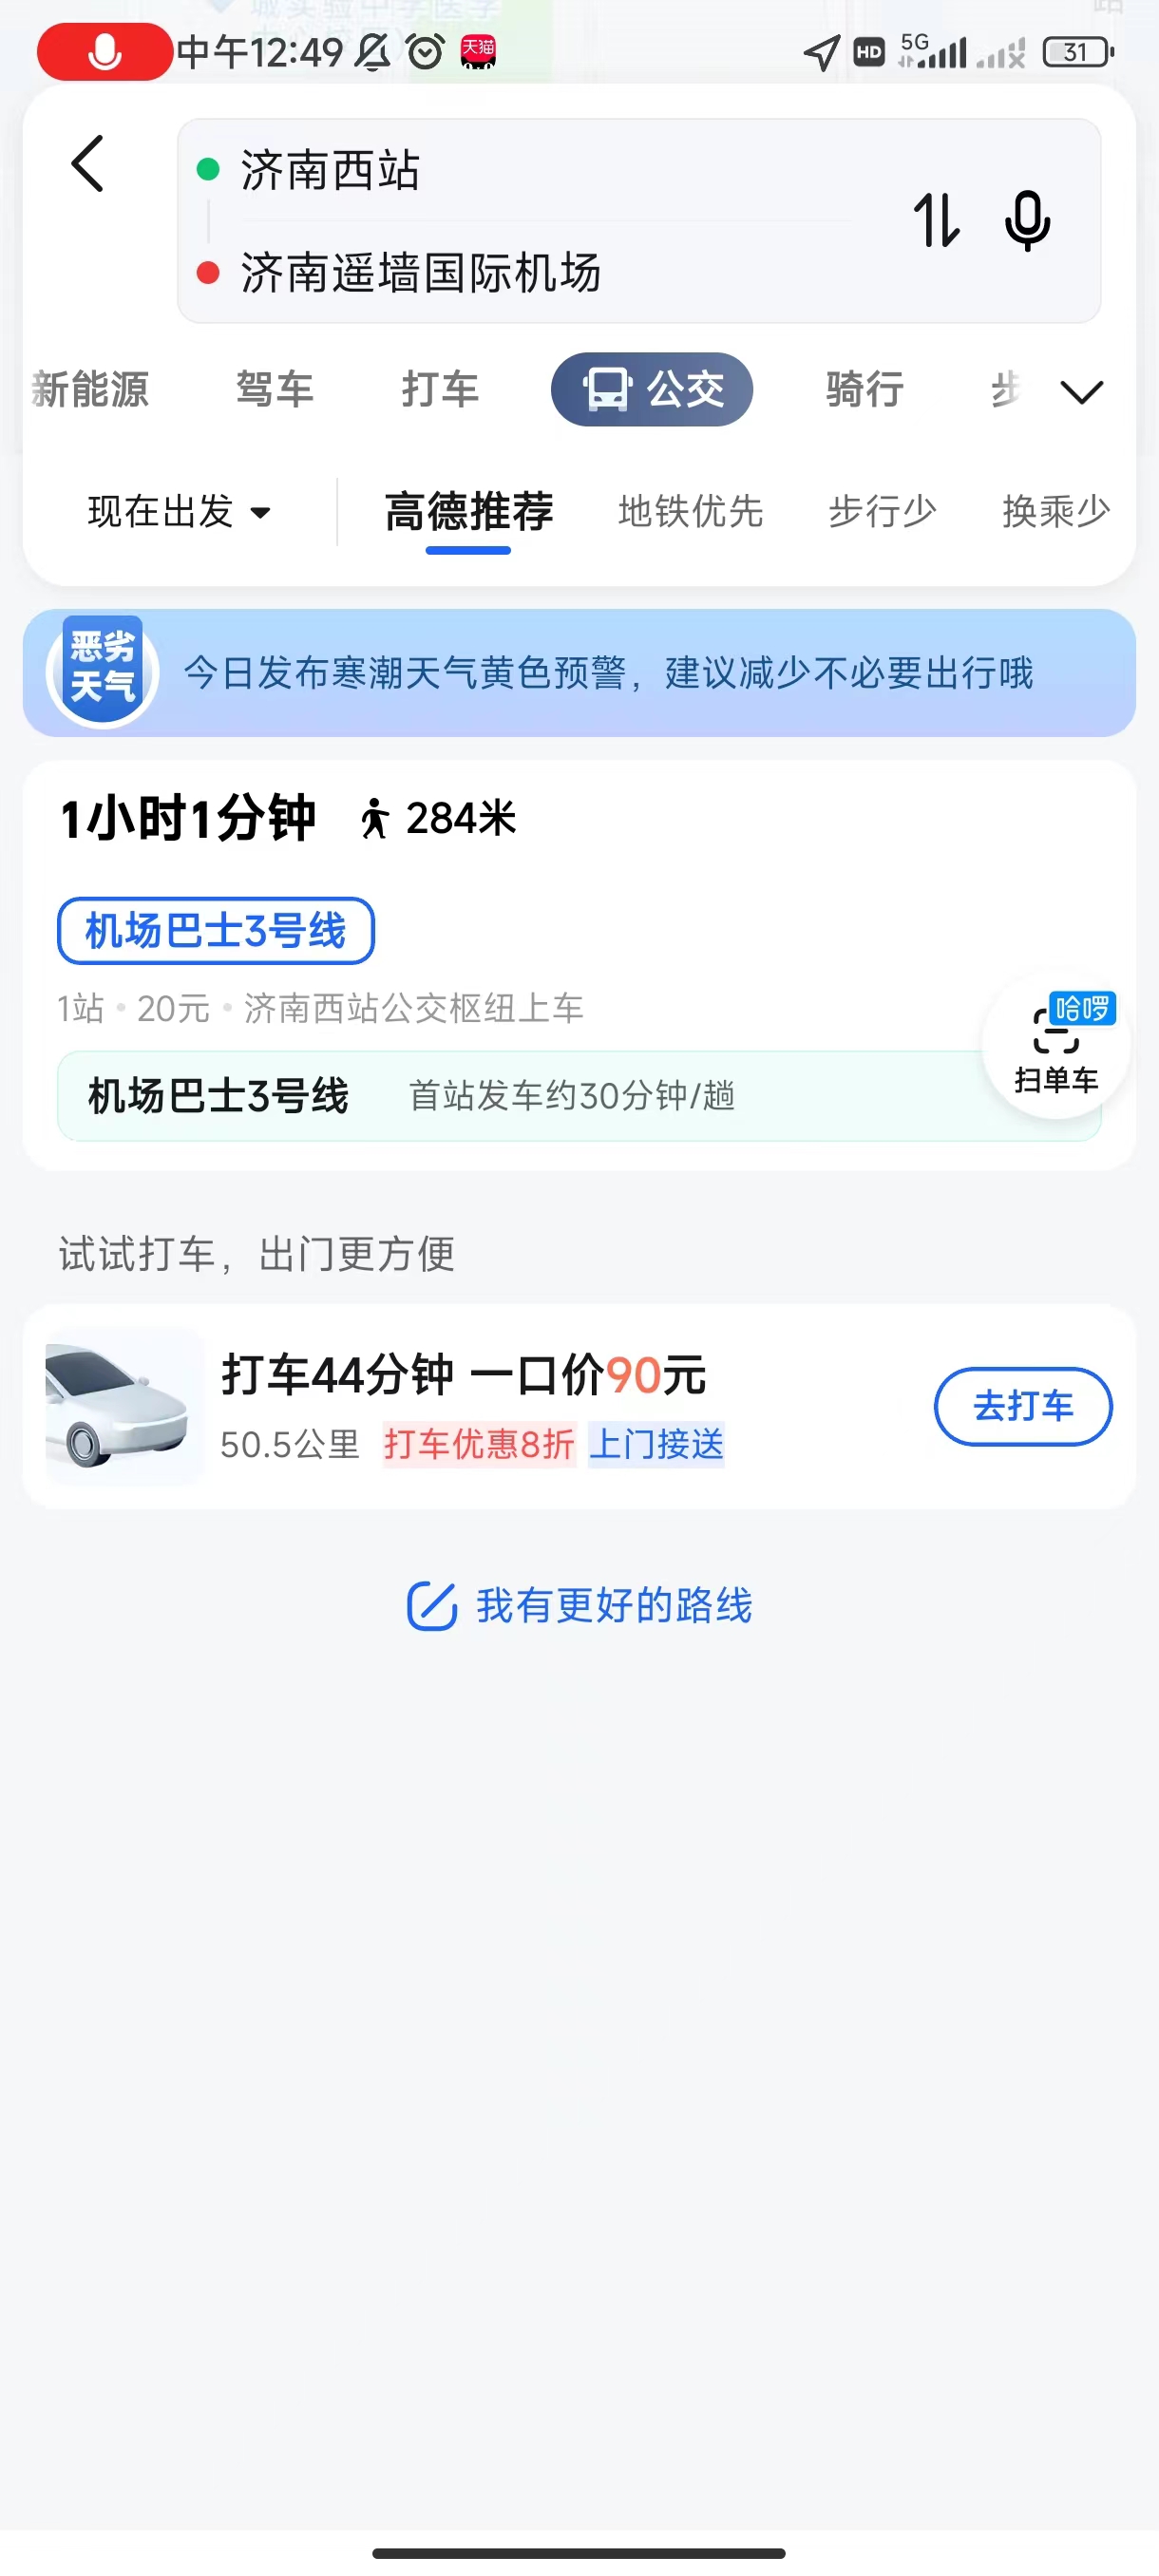 中午12:49
天猫
HD
5G
31
济南西站
济南遥墙国际机场
新能源 驾车 打车 公交 骑行 步
现在出发 高德推荐 地铁优先 步行少 换乘少
恶劣
天气
今日发布寒潮天气黄色预警，建议减少不必要出行哦
1小时1分钟 284米
机场巴士3号线
1站·20元·济南西站公交枢纽上车
哈啰
扫单车
机场巴士3号线 首站发车约30分钟/趟
试试打车，出门更方便
打车44分钟 一口价90元
50.5公里 打车优惠8折 上门接送
去打车
我有更好的路线